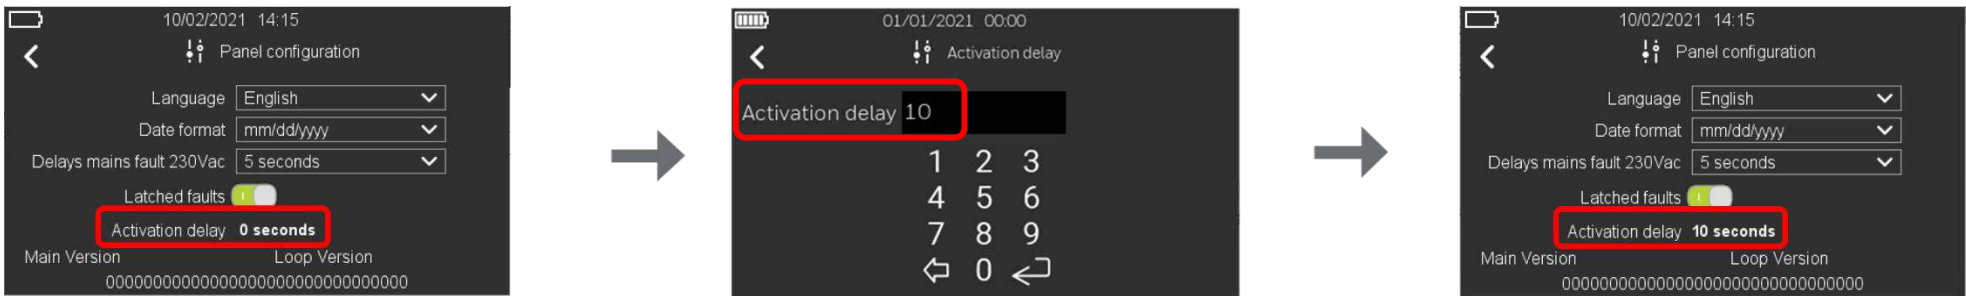 10/02/2021 14:15
Panel configuration
Language English
Date format mm/dd/yyyy
Delays mains fault 230Vac 5 seconds
Latched faults
Activation delay 0 seconds
Main Version Loop Version
00000000000000000000000000000000
01/01/2021 00:00
Activation delay
Activation delay 10
1 2 3
4 5 6
7 8 9
0
10/02/2021 14:15
Panel configuration
Language English
Date format mm/dd/yyyy
Delays mains fault 230Vac 5 seconds
Latched faults
Activation delay 10 seconds
Main Version Loop Version
00000000000000000000000000000000